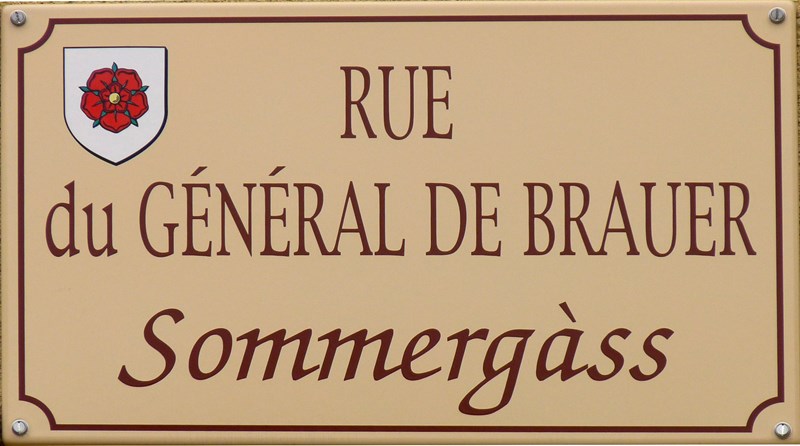 RUE
du GÉNÉRAL DE BRAUER
Sommergàss